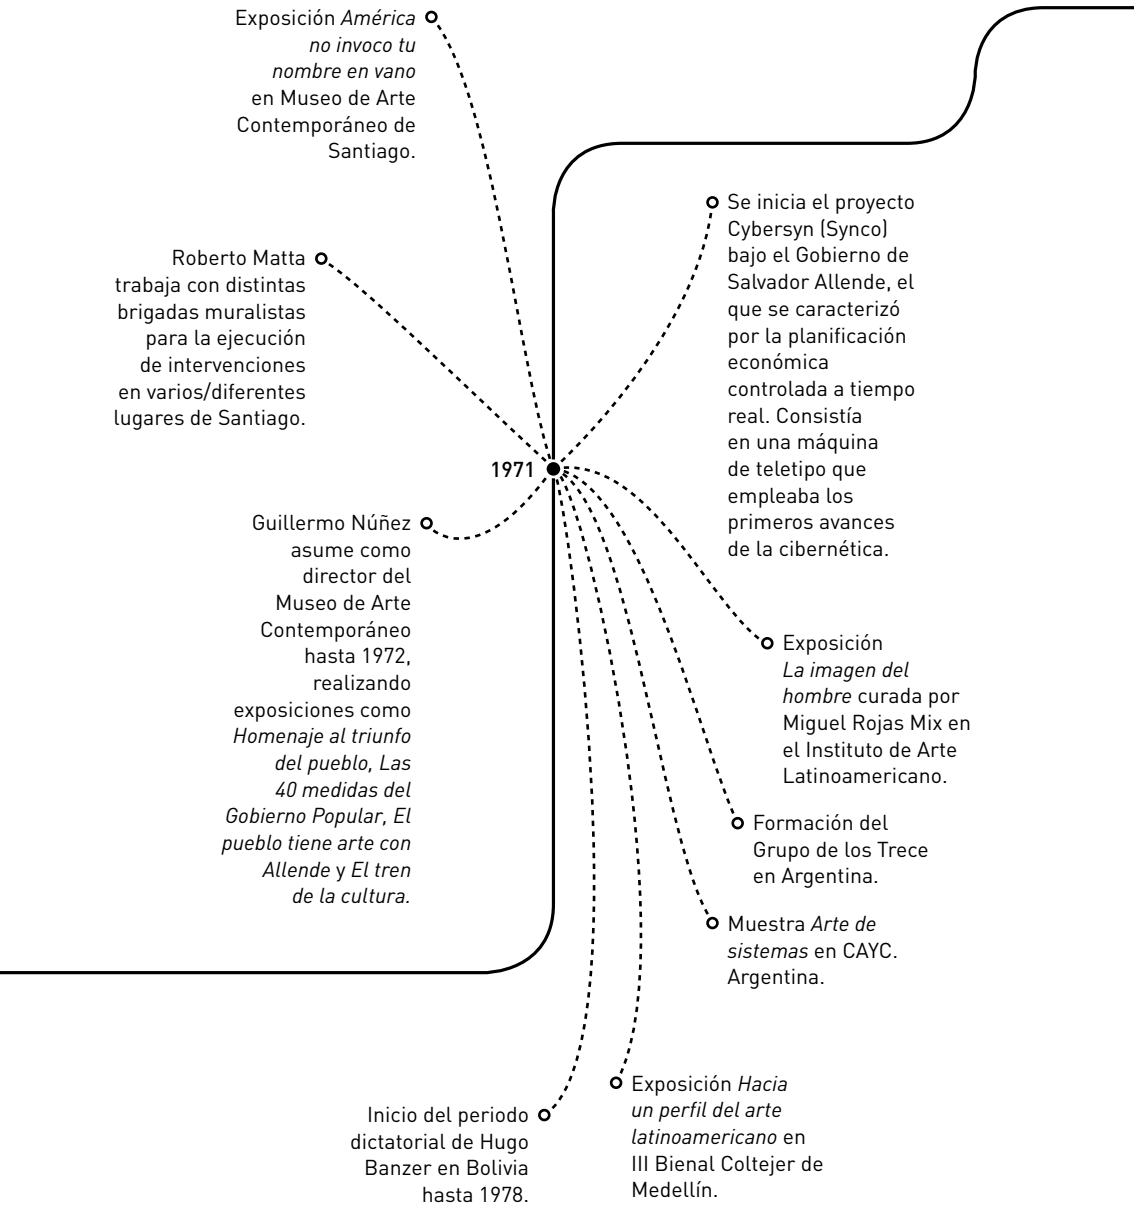 Exposición América
no invoco tu
nombre en vano
en Museo de Arte
Contemporáneo de
Santiago.
Roberto Matta
trabaja con distintas
brigadas muralistas
para la ejecución
de intervenciones
en varios/diferentes
lugares de Santiago.
Se inicia el proyecto
Cybersyn (Synco)
bajo el Gobierno de
Salvador Allende, el
que se caracterizó
por la planificación
económica
controlada a tiempo
real. Consistía
en una máquina
de teletipo que
empleaba los
primeros avances
de la cibernética.
1971
Guillermo Núñez
asume como
director del
Museo de Arte
Contemporáneo
hasta 1972,
realizando
exposiciones como
Homenaje al triunfo
del pueblo, Las
40 medidas del
Gobierno Popular, El
pueblo tiene arte con
Allende y El tren
de la cultura.
Exposición
La imagen del
hombre curada por
Miguel Rojas Mix en
el Instituto de Arte
Latinoamericano.
Formación del
Grupo de los Trece
en Argentina.
Muestra Arte de
sistemas en CAYC.
Argentina.
Exposición Hacia
un perfil del arte
latinoamericano en
III Bienal Coltejer de
Medellín.
Inicio del periodo
dictatorial de Hugo
Banzer en Bolivia
hasta 1978.